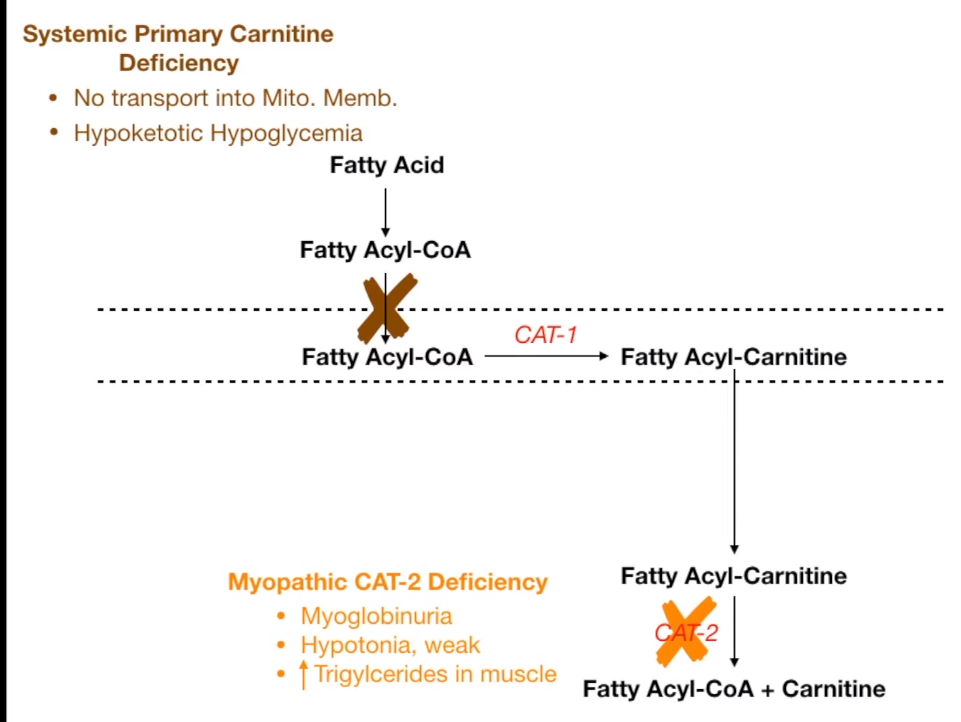 Systemic Primary Carnitine
Deficiency
• No transport into Mito. Memb.
• Hypoketotic Hypoglycemia
Fatty Acid
Fatty Acyl-CoA
CAT-1
Fatty Acyl-CoA
Fatty Acyl-Carnitine
Fatty Acyl-Carnitine
Myopathic CAT-2 Deficiency
• Myoglobinuria
CAT-2
• Hypotonia, weak
• ↑ Trigylcerides in muscle
Fatty Acyl-CoA + Carnitine